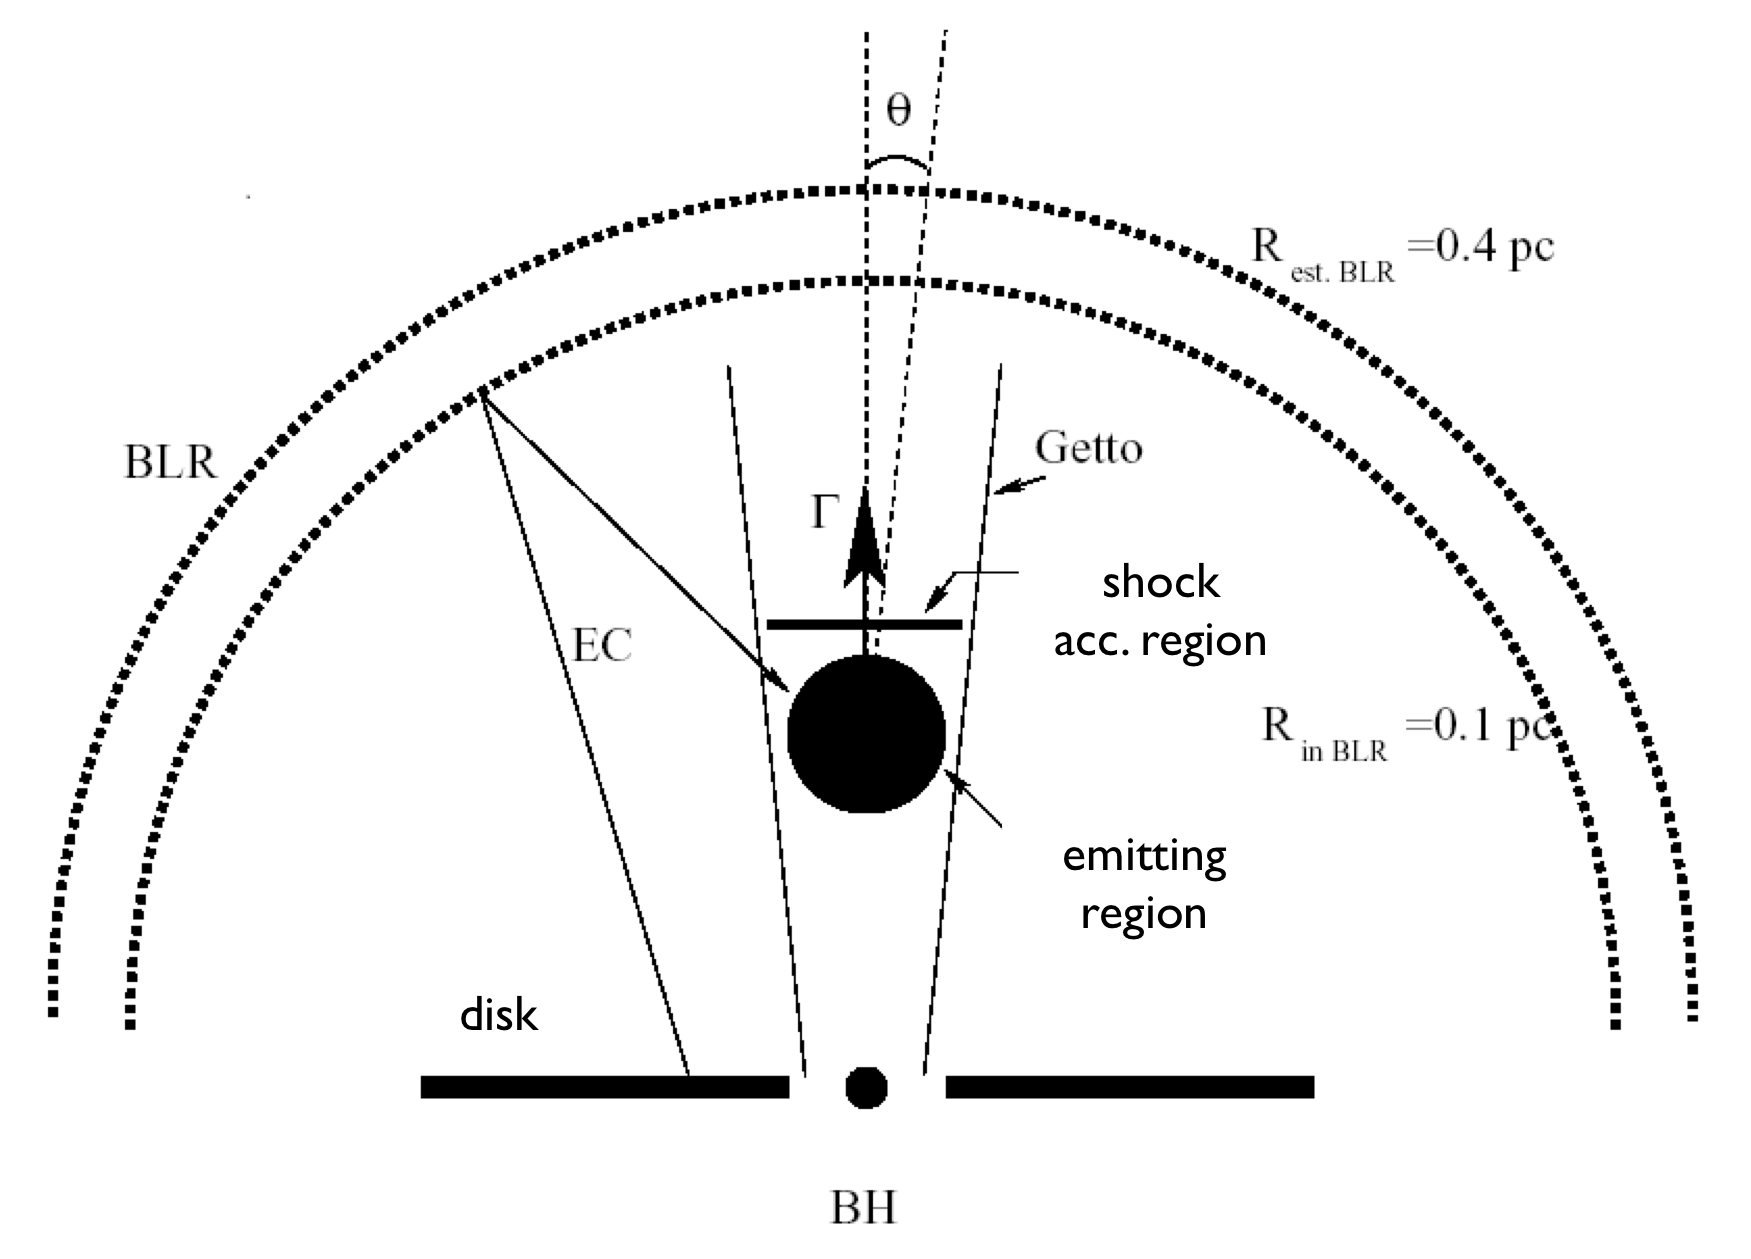 θ
R est. BLR =0.4 pc
BLR
Getto
Γ
shock
acc. region
EC
R in BLR =0.1 pc
emitting
region
disk
BH